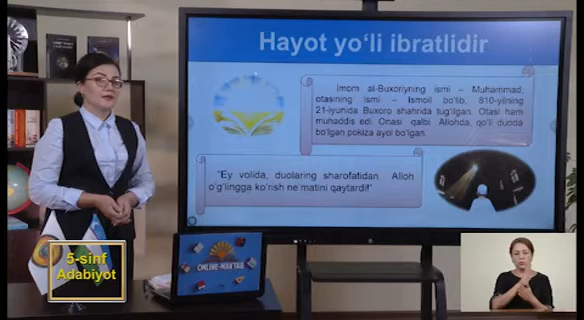 Hayot yo‘li ibratlidir
Imom al-Buxoriyning ismi – Muhammad,
otasining ismi – Ismoil bo‘lib, 810-yilning
21-iyunida Buxoro shahrida tug‘ilgan. Otasi ham
muhaddis edi. Onasi qalbi Allohda, qo‘li duoda
bo‘lgan pokiza ayol bo‘lgan.
“Ey volida, duolaring sharofatidan Alloh
o‘g‘lingga ko‘rish ne’matini qaytardi!”
5-sinf
Adabiyot
ONLINE-MAKTAB